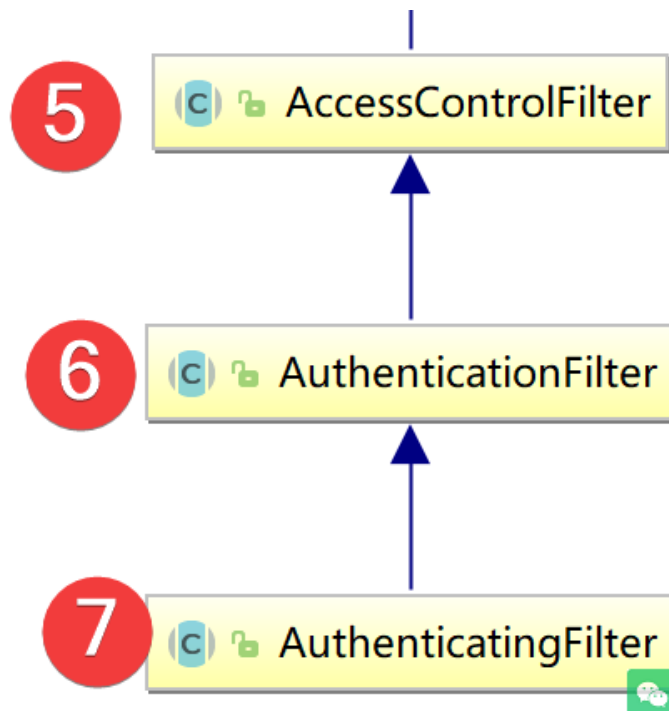 5
C AccessControlFilter
6
C AuthenticationFilter
7
C AuthenticatingFilter